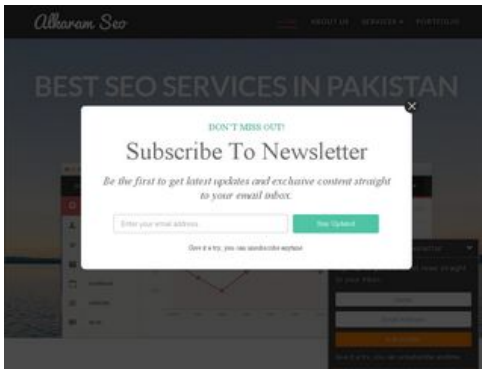 Alkaram Seo
ABOUT US SERVICES PORTFOLIO
BEST SEO SERVICES IN PAKISTAN
DON'T MISS OUT!
Subscribe To Newsletter
Be the first to get latest updates and exclusive content straight
to your email inbox.
Enter your email address
Stay Updated
Give it a try, you can unsubscribe anytime.